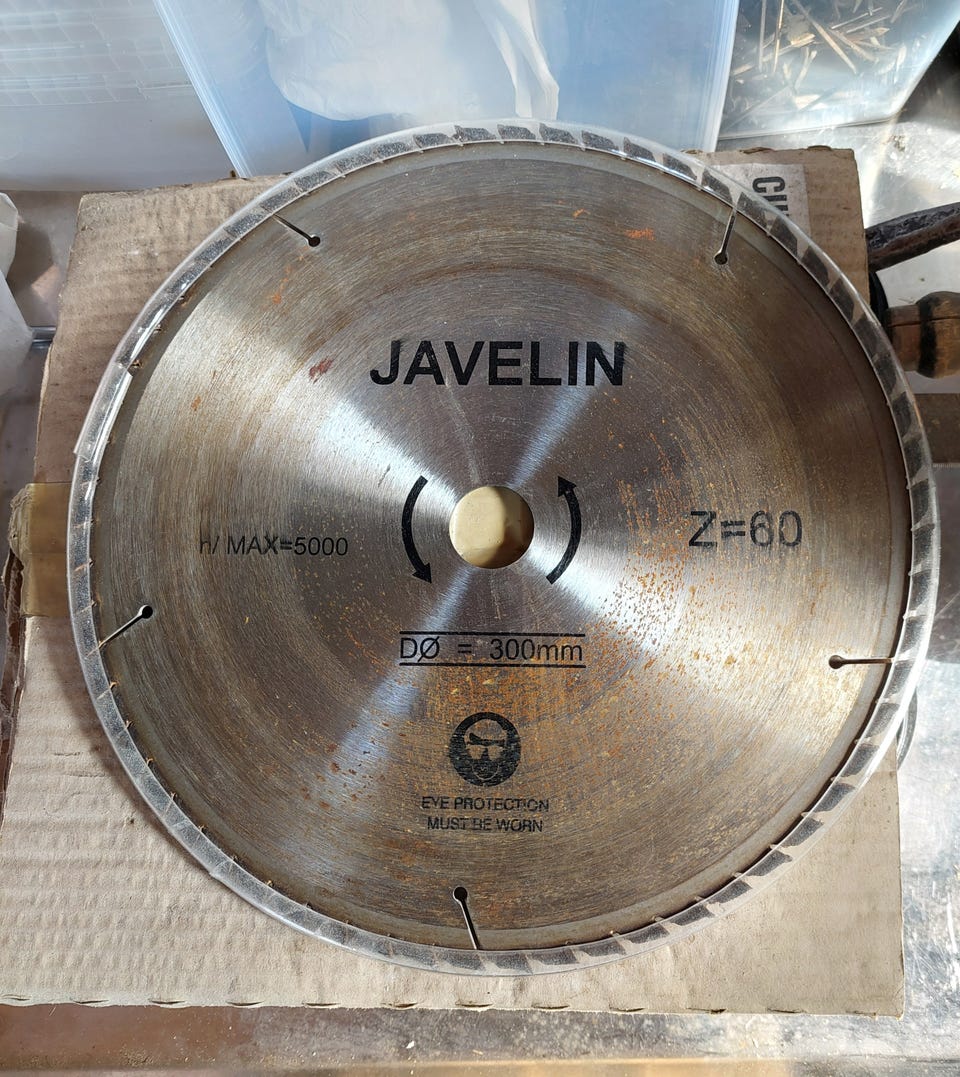 JAVELIN
n/ MAX=5000
Z=60
DØ = 300mm
EYE PROTECTION
MUST BE WORN